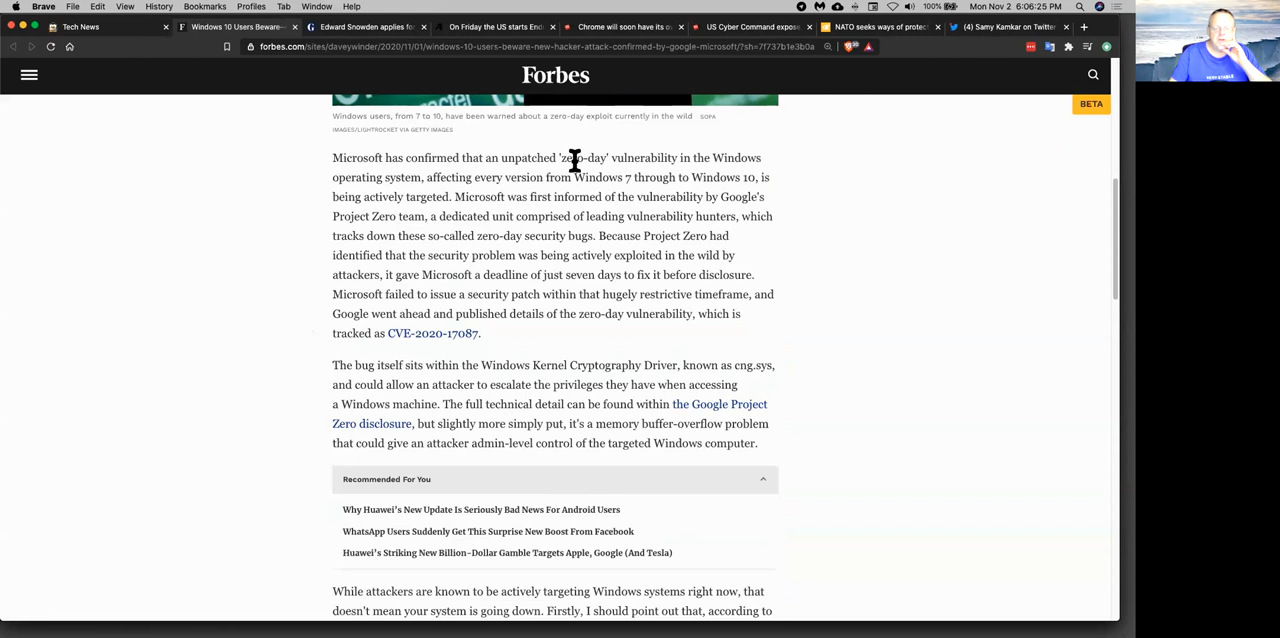 Brave File Edit View History Bookmarks Profiles Tab Window Help
100% Mon Nov 2 6:06:25 PM
Tech News
Windows 10 Users Beware—
Edward Snowden applies for
On Friday the US starts End
Chrome will soon have its o
US Cyber Command expose
NATO seeks ways of protect
(4) Samy Kamkar on Twitter
forbes.com/sites/daveywinder/2020/11/01/windows-10-users-beware-new-hacker-attack-confirmed-by-google-microsoft/?sh=7f737b1e3b0a
Forbes
BETA
Windows users, from 7 to 10, have been warned about a zero-day exploit currently in the wild SOPA
IMAGES/LIGHTROCKET VIA GETTY IMAGES
Microsoft has confirmed that an unpatched 'zero-day' vulnerability in the Windows
operating system, affecting every version from Windows 7 through to Windows 10, is
being actively targeted. Microsoft was first informed of the vulnerability by Google's
Project Zero team, a dedicated unit comprised of leading vulnerability hunters, which
tracks down these so-called zero-day security bugs. Because Project Zero had
identified that the security problem was being actively exploited in the wild by
attackers, it gave Microsoft a deadline of just seven days to fix it before disclosure.
Microsoft failed to issue a security patch within that hugely restrictive timeframe, and
Google went ahead and published details of the zero-day vulnerability, which is
tracked as CVE-2020-17087.
The bug itself sits within the Windows Kernel Cryptography Driver, known as cng.sys,
and could allow an attacker to escalate the privileges they have when accessing
a Windows machine. The full technical detail can be found within the Google Project
Zero disclosure, but slightly more simply put, it's a memory buffer-overflow problem
that could give an attacker admin-level control of the targeted Windows computer.
Recommended For You
Why Huawei's New Update Is Seriously Bad News For Android Users
WhatsApp Users Suddenly Get This Surprise New Boost From Facebook
Huawei's Striking New Billion-Dollar Gamble Targets Apple, Google (And Tesla)
While attackers are known to be actively targeting Windows systems right now, that
doesn't mean your system is going down. Firstly, I should point out that, according to